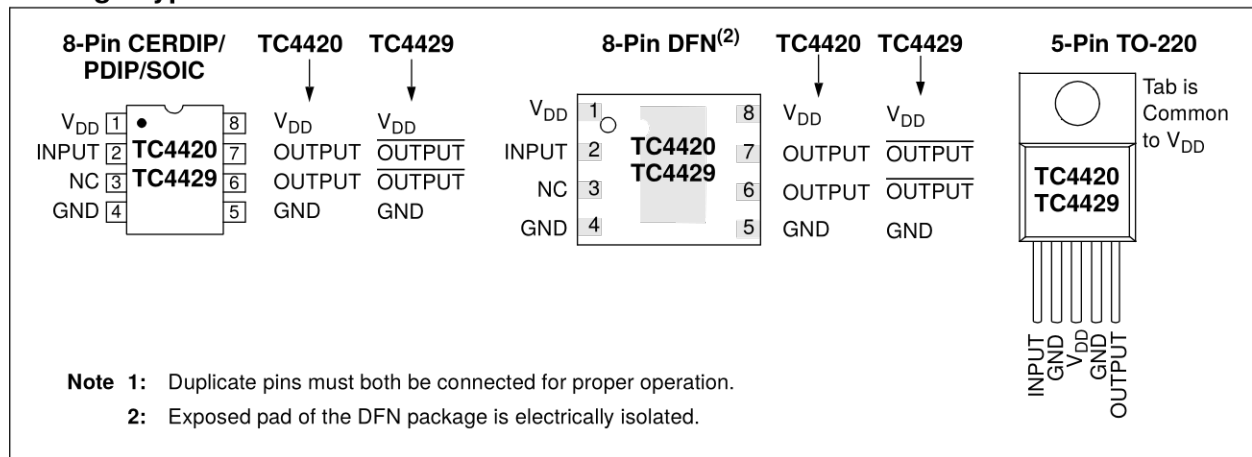 8-Pin CERDIP/
PDIP/SOIC
TC4420
TC4429
VDD 1
INPUT 2
NC 3
GND 4
TC4420
TC4429
8 VDD VDD
7 OUTPUT OUTPUT
6 OUTPUT OUTPUT
5 GND GND
8-Pin DFN(2)
TC4420
TC4429
VDD 1
INPUT 2
NC 3
GND 4
TC4420
TC4429
8 VDD VDD
7 OUTPUT OUTPUT
6 OUTPUT OUTPUT
5 GND GND
5-Pin TO-220
Tab is
Common
to VDD
TC4420
TC4429
INPUT
GND
VDD
GND
OUTPUT
Note 1: Duplicate pins must both be connected for proper operation.
2: Exposed pad of the DFN package is electrically isolated.